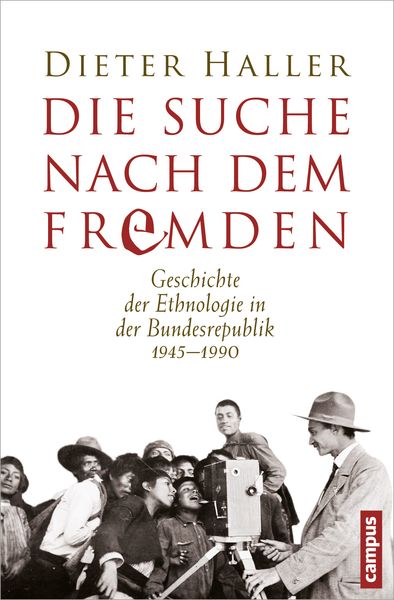 DIETER HALLER
DIE SUCHE
NACH DEM
FREMDEN
Geschichte
der Ethnologie in
der Bundesrepublik
1945–1990
campus